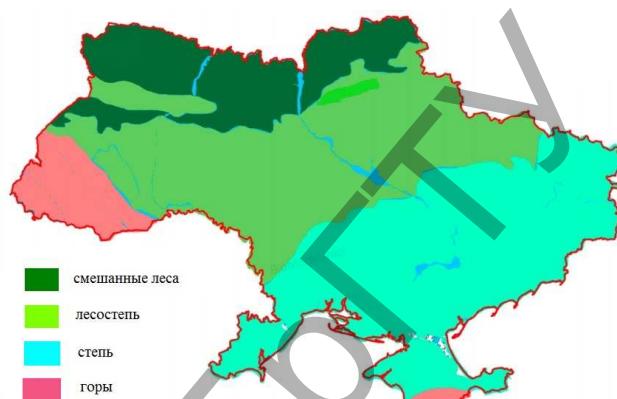 смешанные леса
лесостепь
степь
горы